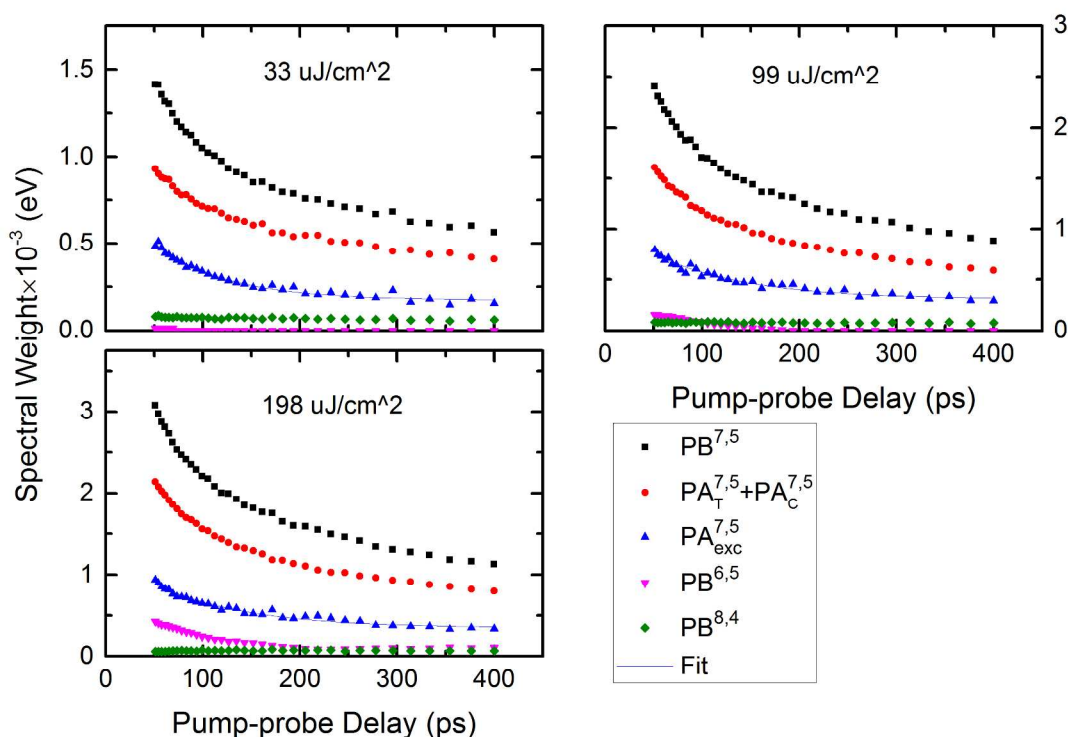 Spectral Weight×10^-3 (eV)
33 uJ/cm^2
1.5
1.0
0.5
0.0
99 uJ/cm^2
3
2
1
0
0 100 200 300 400
Pump-probe Delay (ps)
198 uJ/cm^2
3
2
1
0
0 100 200 300 400
Pump-probe Delay (ps)
PB^7,5
PA_T^7,5+PA_C^7,5
PA_exc^7,5
PB^6,5
PB^8,4
Fit